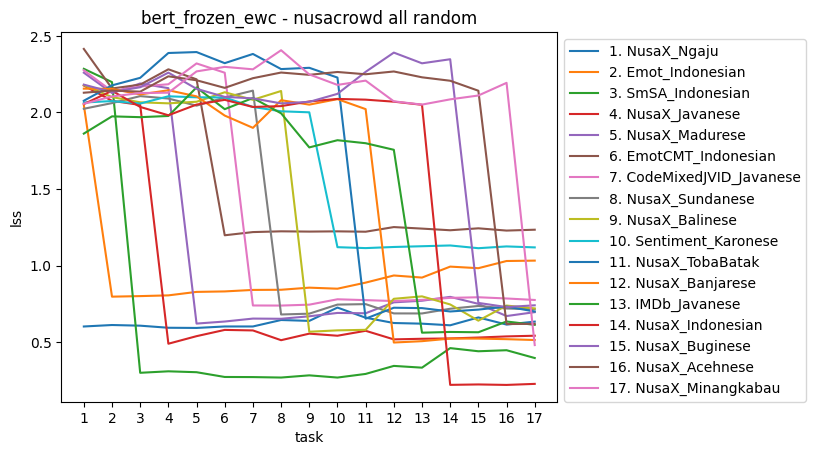 bert_frozen_ewc - nusacrowd all random
2.5
2.0
1.5
1.0
0.5
lss
1 2 3 4 5 6 7 8 9 10 11 12 13 14 15 16 17
task
1. NusaX_Ngaju
2. Emot_Indonesian
3. SmSA_Indonesian
4. NusaX_Javanese
5. NusaX_Madurese
6. EmotCMT_Indonesian
7. CodeMixedJVID_Javanese
8. NusaX_Sundanese
9. NusaX_Balinese
10. Sentiment_Karonese
11. NusaX_TobaBatak
12. NusaX_Banjarese
13. IMDb_Javanese
14. NusaX_Indonesian
15. NusaX_Buginese
16. NusaX_Acehnese
17. NusaX_Minangkabau